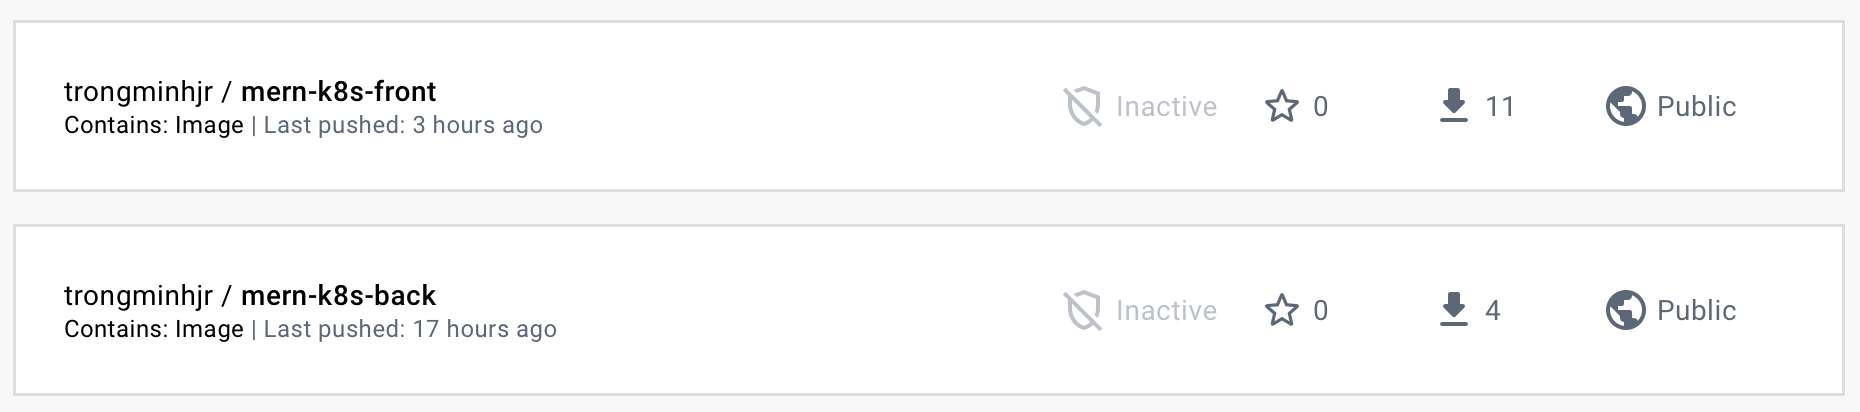 trongminhjr / mern-k8s-front
Inactive 0 11 Public
Contains: Image | Last pushed: 3 hours ago
trongminhjr / mern-k8s-back
Inactive 0 4 Public
Contains: Image | Last pushed: 17 hours ago